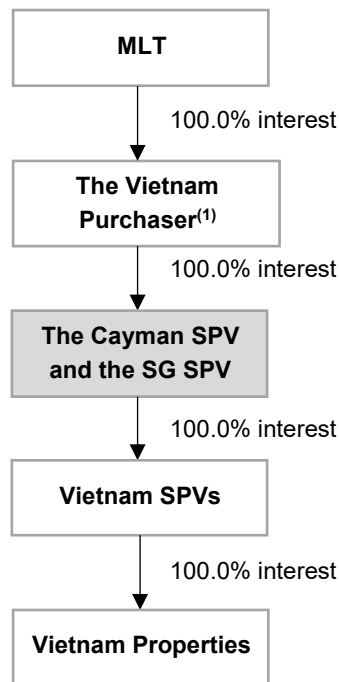 MLT
100.0% interest
The Vietnam
Purchaser(1)
100.0% interest
The Cayman SPV
and the SG SPV
100.0% interest
Vietnam SPVs
100.0% interest
Vietnam Properties